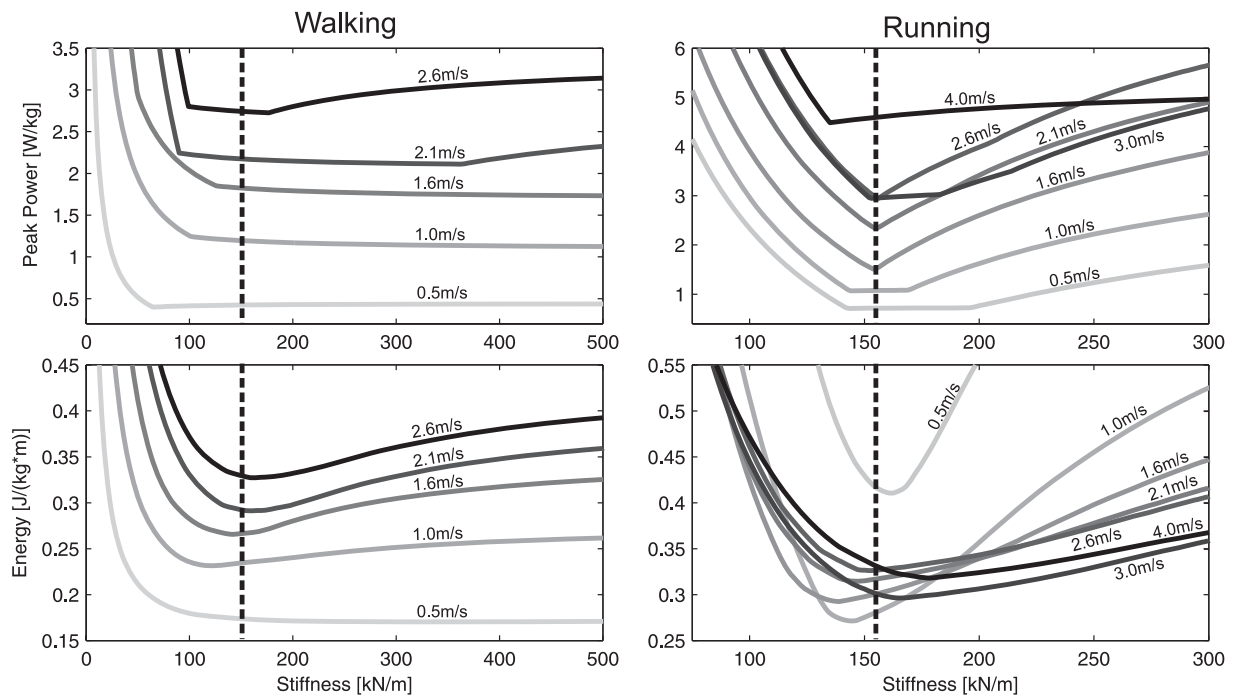 Walking
Running
Peak Power [W/kg]
3.5
3
2.5
2
1.5
1
0.5
2.6m/s
2.1m/s
1.6m/s
1.0m/s
0.5m/s
0 100 200 300 400 500
6
5
4
3
2
1
4.0m/s
2.6m/s
2.1m/s
3.0m/s
1.6m/s
1.0m/s
0.5m/s
100 150 200 250 300
Energy [J/(kg*m)]
0.45
0.4
0.35
0.3
0.25
0.2
0.15
2.6m/s
2.1m/s
1.6m/s
1.0m/s
0.5m/s
0 100 200 300 400 500
Stiffness [kN/m]
0.55
0.5
0.45
0.4
0.35
0.3
0.25
0.5m/s
1.0m/s
1.6m/s
2.1m/s
2.6m/s
4.0m/s
3.0m/s
100 150 200 250 300
Stiffness [kN/m]